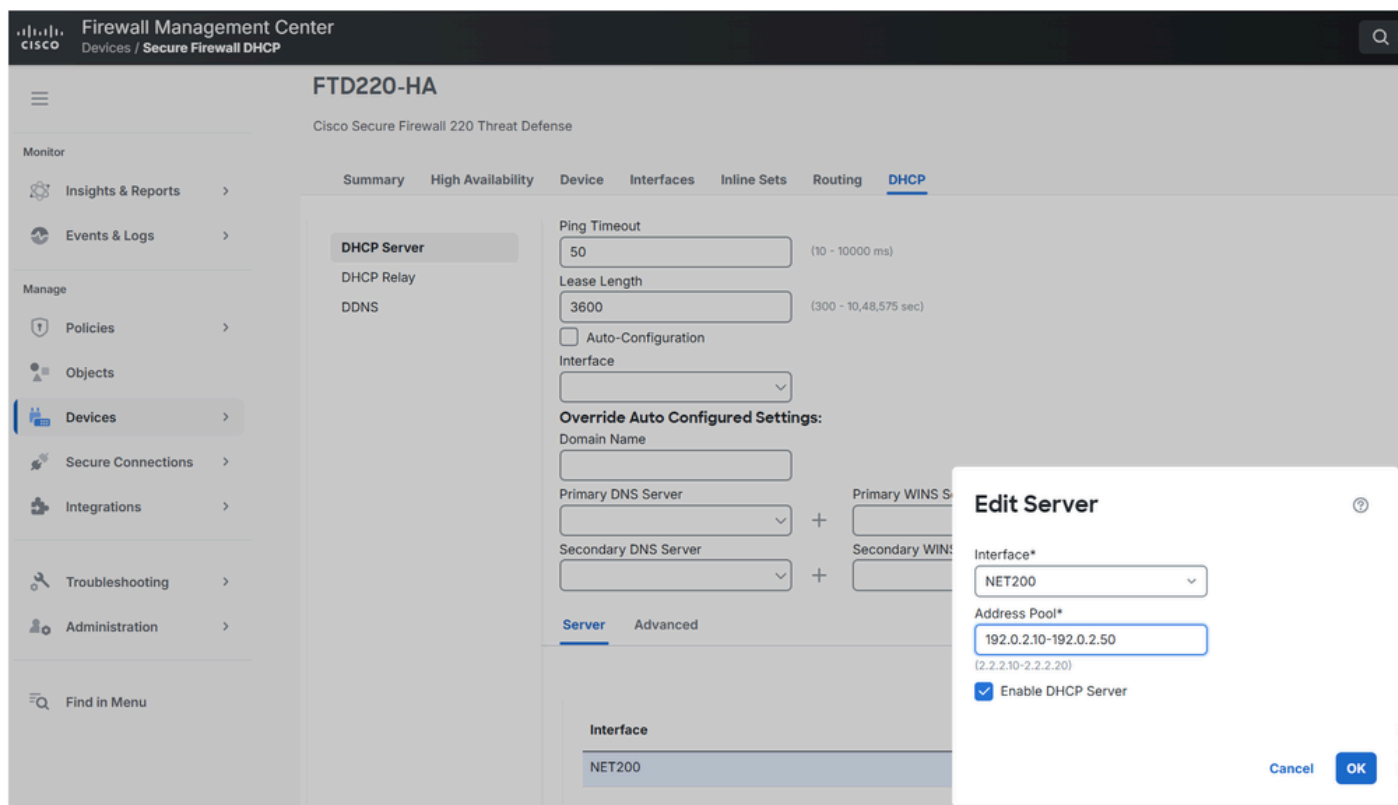 CISCO
Firewall Management Center
Devices / Secure Firewall DHCP
Monitor
Insights & Reports
Events & Logs
Manage
Policies
Objects
Devices
Secure Connections
Integrations
Troubleshooting
Administration
Find in Menu
FTD220-HA
Cisco Secure Firewall 220 Threat Defense
Summary High Availability Device Interfaces Inline Sets Routing DHCP
DHCP Server
DHCP Relay
DDNS
Ping Timeout
50 (10 - 10000 ms)
Lease Length
3600 (300 - 10,48,575 sec)
Auto-Configuration
Interface
Override Auto Configured Settings:
Domain Name
Primary DNS Server Primary WINS
Secondary DNS Server Secondary WINS
Server Advanced
Interface
NET200
Edit Server
Interface*
NET200
Address Pool*
192.0.2.10-192.0.2.50
(2.2.2.10-2.2.2.20)
Enable DHCP Server
Cancel OK